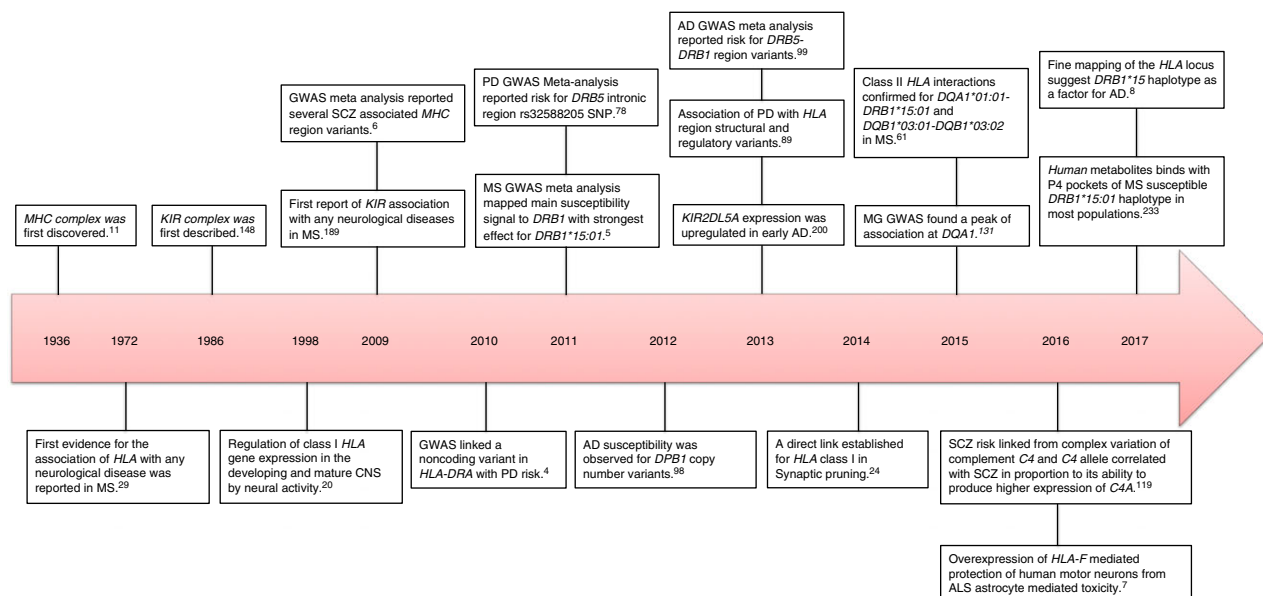 AD GWAS meta analysis
reported risk for DRB5-
DRB1 region variants.99
PD GWAS Meta-analysis
reported risk for DRB5 intronic
region rs32588205 SNP.78
Class II HLA interactions
confirmed for DQA1*01:01-
DRB1*15:01 and
DQB1*03:01-DQB1*03:02
in MS.61
Fine mapping of the HLA locus
suggest DRB1*15 haplotype as
a factor for AD.8
GWAS meta analysis reported
several SCZ associated MHC
region variants.6
Association of PD with HLA
region structural and
regulatory variants.89
MHC complex was
first discovered.11
KIR complex was
first described.148
First report of KIR association
with any neurological diseases
in MS.189
MS GWAS meta analysis
mapped main susceptibility
signal to DRB1 with strongest
effect for DRB1*15:01.5
KIR2DL5A expression was
upregulated in early AD.200
MG GWAS found a peak of
association at DQA1.131
Human metabolites binds with
P4 pockets of MS susceptible
DRB1*15:01 haplotype in
most populations.233
1936 1972 1986 1998 2009 2010 2011 2012 2013 2014 2015 2016 2017
First evidence for the
association of HLA with any
neurological disease was
reported in MS.29
Regulation of class I HLA
gene expression in the
developing and mature CNS
by neural activity.20
GWAS linked a
noncoding variant in
HLA-DRA with PD risk.4
AD susceptibility was
observed for DPB1 copy
number variants.98
A direct link established
for HLA class I in
Synaptic pruning.24
SCZ risk linked from complex variation of
complement C4 and C4 allele correlated
with SCZ in proportion to its ability to
produce higher expression of C4A.119
Overexpression of HLA-F mediated
protection of human motor neurons from
ALS astrocyte mediated toxicity.7